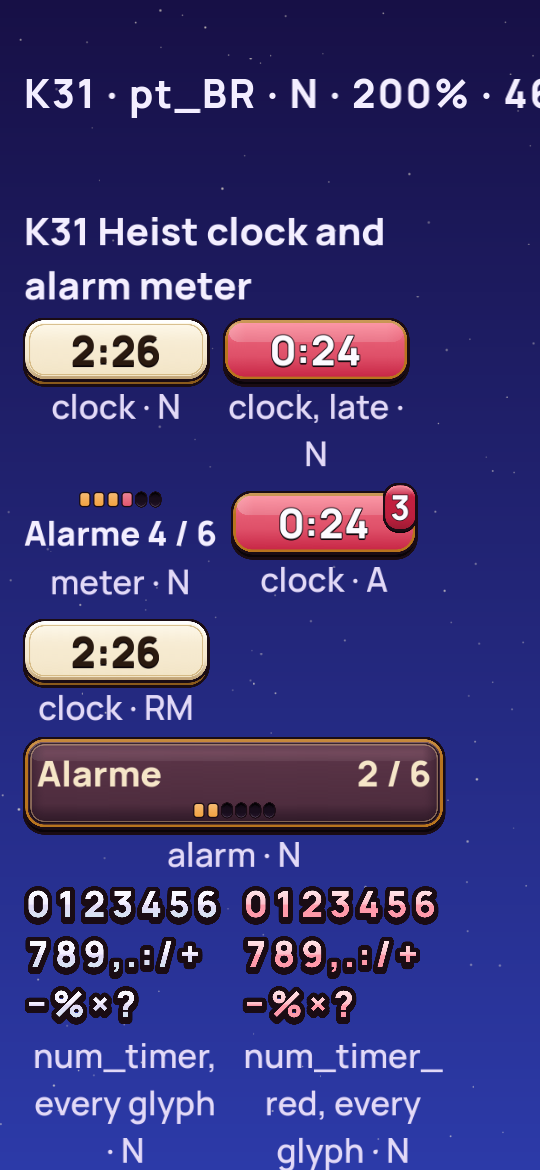 K31 · pt_BR · N · 200% · 46
K31 Heist clock and
alarm meter
2:26
0:24
clock · N
clock, late ·
N
Alarme 4 / 6
0:24
3
meter · N
clock · A
2:26
clock · RM
Alarme
2 / 6
alarm · N
0123456
789,.:/+
−%×?
0123456
789,.:/+
−%×?
num_timer,
every glyph
· N
num_timer_
red, every
glyph · N